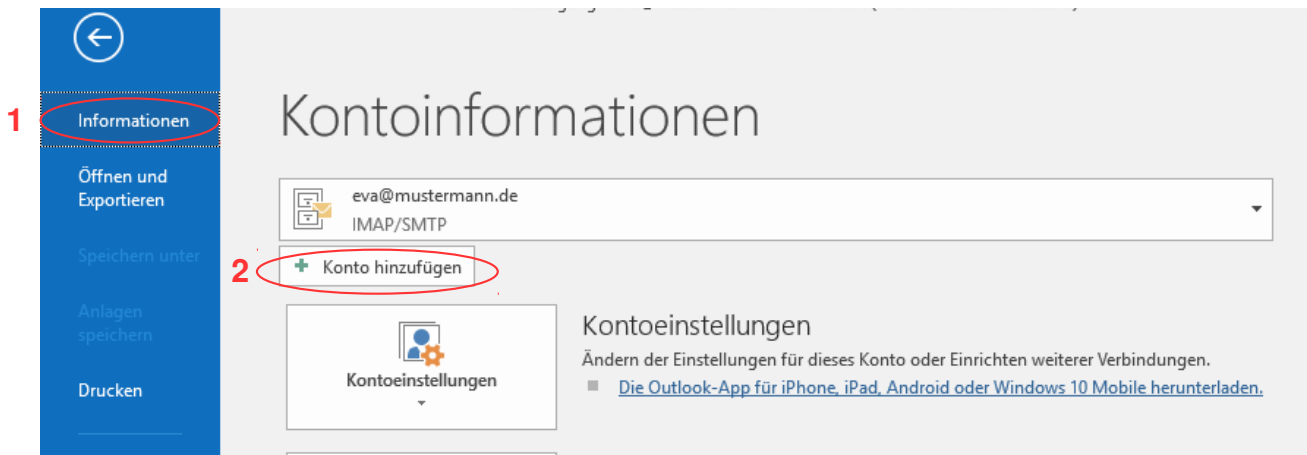 1
Informationen
Öffnen und
Exportieren
Speichern unter
Anlagen
speichern
Drucken
Kontoinformationen
eva@mustermann.de
IMAP/SMTP
2
+ Konto hinzufügen
Kontoeinstellungen
Kontoeinstellungen
Ändern der Einstellungen für dieses Konto oder Einrichten weiterer Verbindungen.
Die Outlook-App für iPhone, iPad, Android oder Windows 10 Mobile herunterladen.